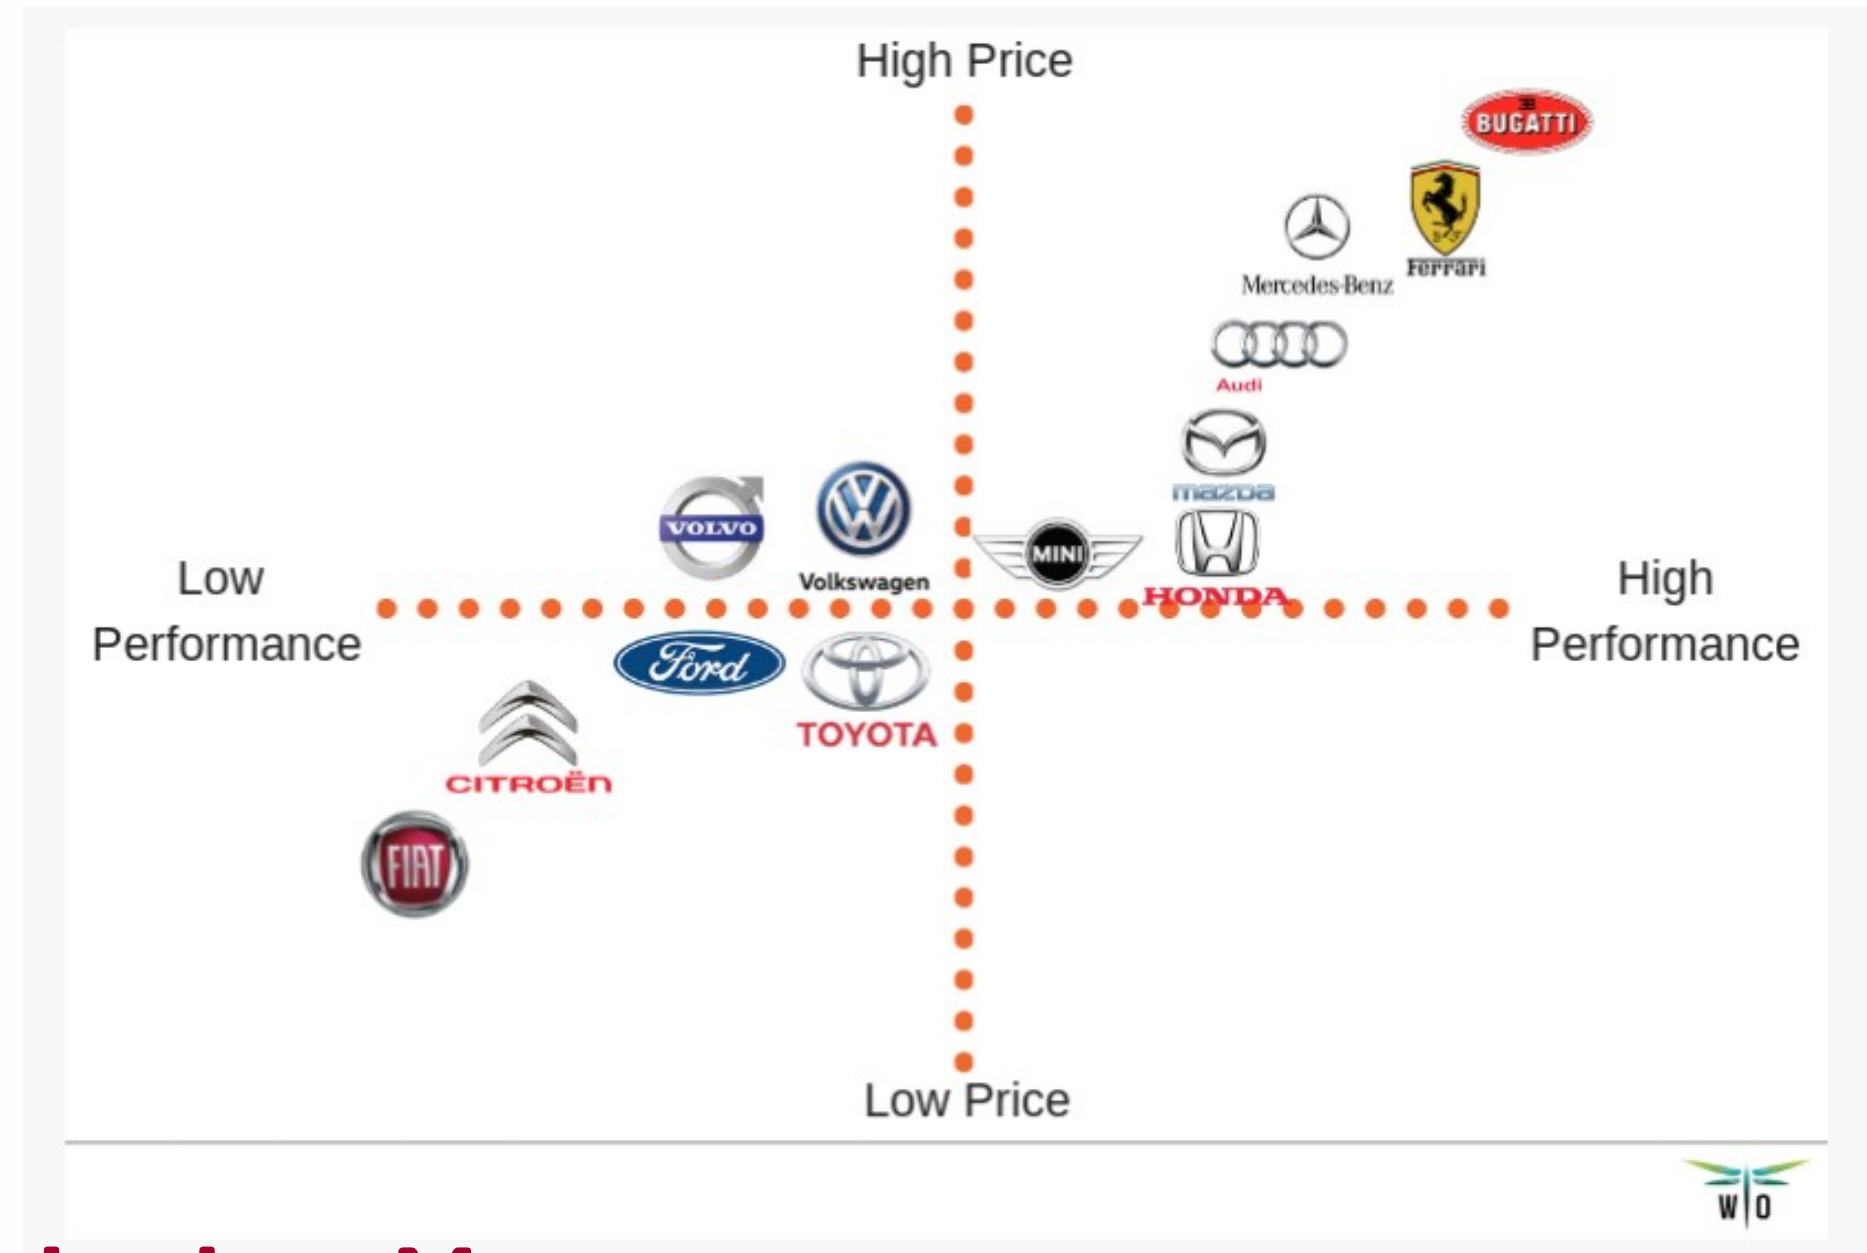 High Price
BUGATTI
Ferrari
Mercedes-Benz
Audi
mazda
VOLVO
Volkswagen
MINI
HONDA
Low
Performance
High
Performance
Ford
TOYOTA
CITROËN
FIAT
Low Price
W O